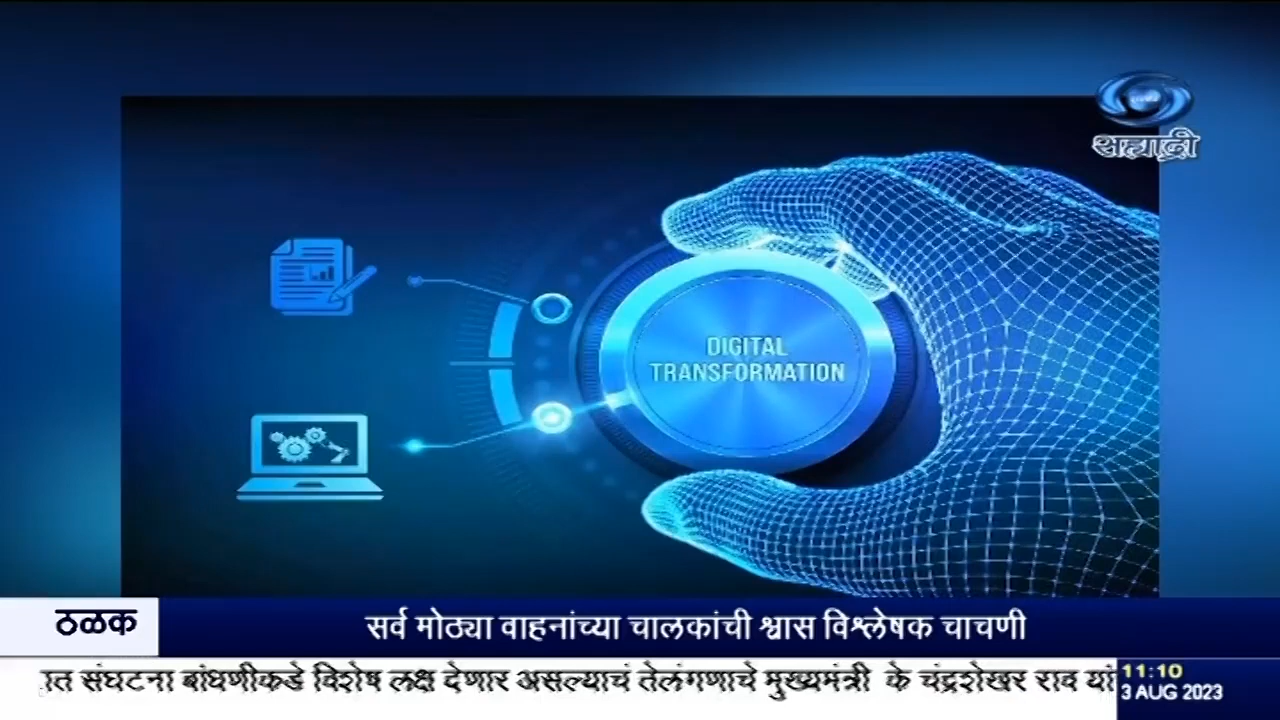 सह्याद्री
DIGITAL
TRANSFORMATION
ठळक
सर्व मोठ्या वाहनांच्या चालकांची श्वास विश्लेषक चाचणी
संघटना बांधणीकडे विशेष लक्ष देणार असल्याचं तेलंगणाचे मुख्यमंत्री के चंद्रशेखर राव
11:10
3 AUG 2023